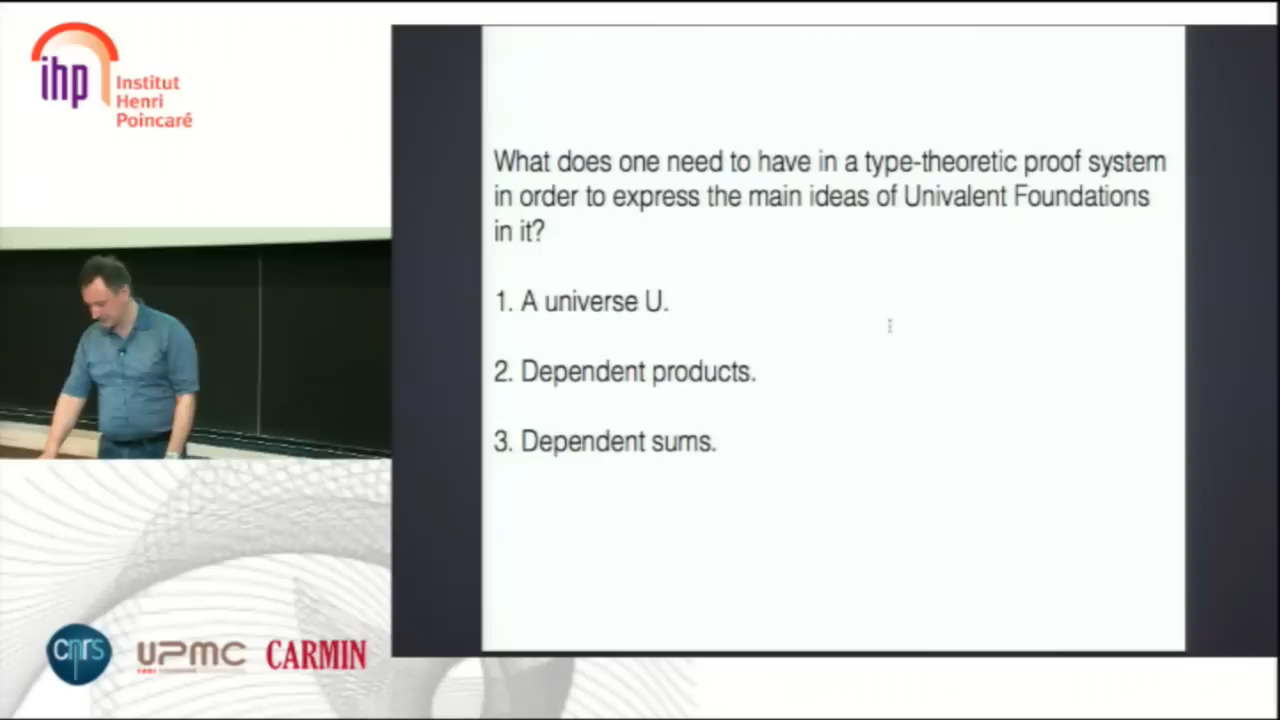 ihp
Institut
Henri
Poincaré
What does one need to have in a type-theoretic proof system
in order to express the main ideas of Univalent Foundations
in it?
1. A universe U.
2. Dependent products.
3. Dependent sums.
cnrs
UPMC
CARMIN